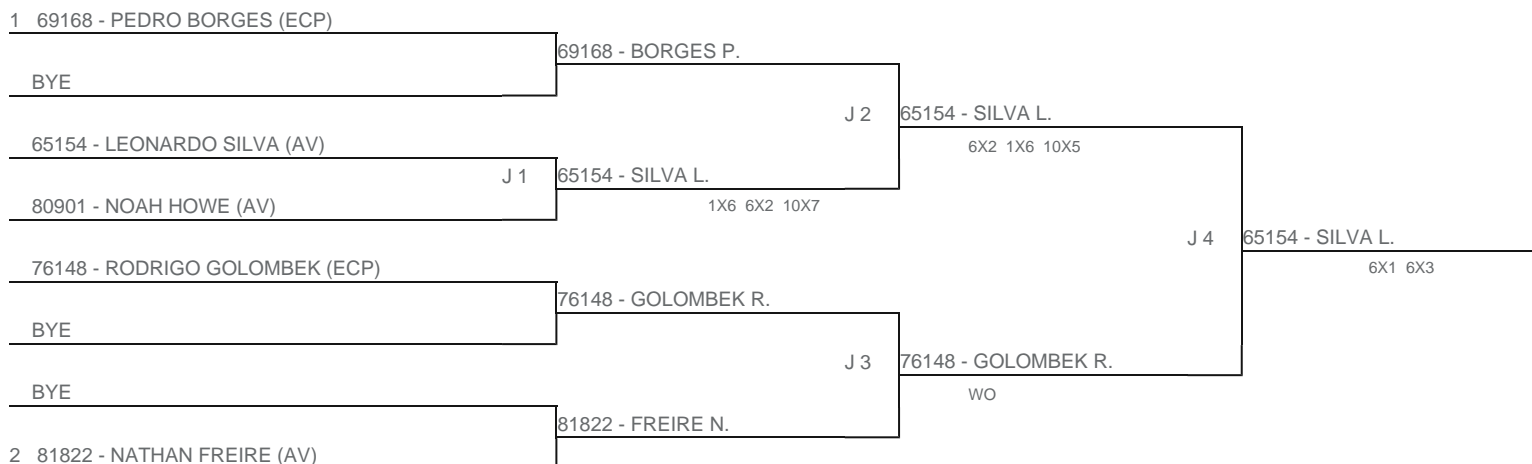 1 69168 - PEDRO BORGES (ECP)
69168 - BORGES P.
BYE
J 2 65154 - SILVA L.
65154 - LEONARDO SILVA (AV)
6X2 1X6 10X5
J 1 65154 - SILVA L.
80901 - NOAH HOWE (AV)
1X6 6X2 10X7
J 4 65154 - SILVA L.
76148 - RODRIGO GOLOMBEK (ECP)
6X1 6X3
76148 - GOLOMBEK R.
BYE
J 3 76148 - GOLOMBEK R.
BYE
WO
81822 - FREIRE N.
2 81822 - NATHAN FREIRE (AV)